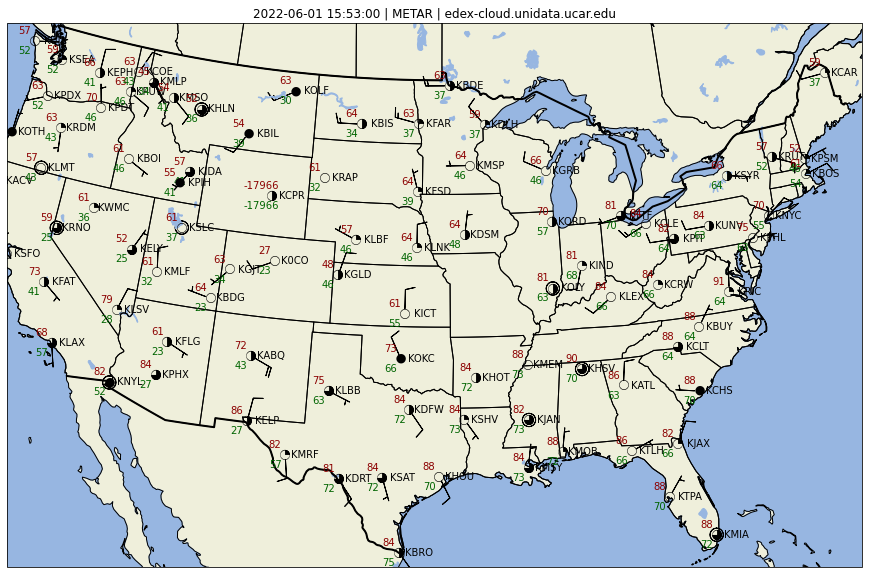 2022-06-01 15:53:00 | METAR | edex-cloud.unidata.ucar.edu
57
52
59 KSEA
52
KEPH
41
63 KCOE
KMLP
KMSO
KHLN
36
63 KOLF
30
KBDE
37
59 KCAR
37
63 KPDX
52
70 KPDT
46
KOTH
63 KRDM
43
54 KBIL
39
64 KBIS
34
63 KFAR
37
59 KDLH
37
64 KMSP
46
66 KGRB
46
57 KRUT
52
KPSM
KBOS
KSYR
64
57 KLMT
61 KBOI
46
57 KIDA
55 KPIH
41
-17966 KCPR
-17966
61 KRAP
32
64 KFSD
39
61 KWMC
36
59 KRNO
25
61 KSLC
37
KSFO
52 KELY
25
61 KMLF
32
63 KGJT
34
27 K0CO
23
57 KLBF
46
64 KLNK
46
64 KDSM
48
70 KORD
57
81
70
KCLE
66
82 KPIT
64
84 KUNV
70 KNYC
55
75 KPHL
73 KFAT
41
79 KLSV
28
64 KBDG
23
48 KGLD
46
61 KICT
55
81 KIND
68
81
63
84 KLEX
66
84 KCRW
66
91
64
88 KBUY
64
68 KLAX
57
82 KNYL
52
84 KPHX
27
61 KFLG
23
72 KABQ
43
73 KOKC
66
84 KHOT
72
88 KMEM
73
90 KHSV
70
86 KATL
63
88 KCLT
64
88 KCHS
86 KELP
27
75 KLBB
63
84 KDFW
72
84 KSHV
73
82 KJAN
73
82 KMRF
57
81 KDRT
72
84 KSAT
72
88 KHOU
70
84 KMSY
73
88 KMOB
86 KTLH
66
82 KJAX
66
88 KTPA
70
88 KMIA
72
84 KBRO
75